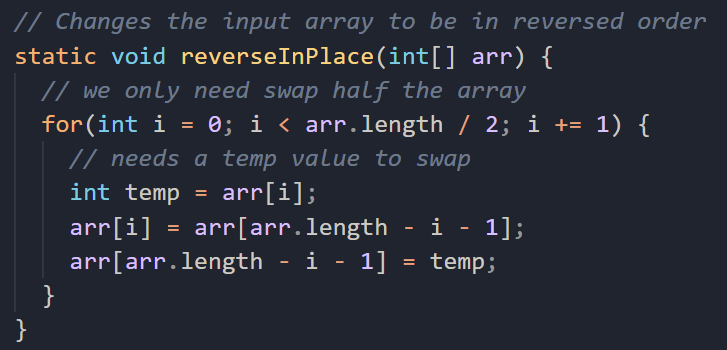 // Changes the input array to be in reversed order
static void reverseInPlace(int[] arr) {
  // we only need swap half the array
  for(int i = 0; i < arr.length / 2; i += 1) {
    // needs a temp value to swap
    int temp = arr[i];
    arr[i] = arr[arr.length - i - 1];
    arr[arr.length - i - 1] = temp;
  }
}